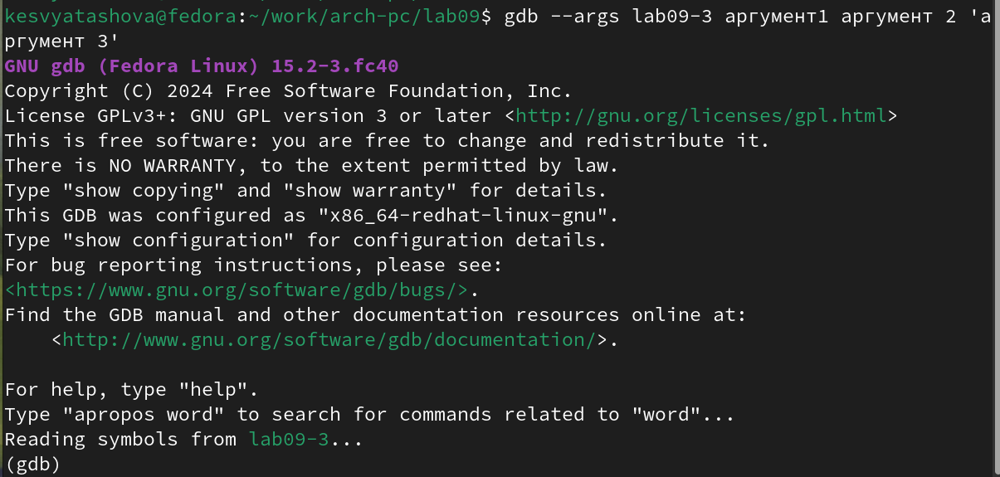 kesvyatashova@fedora:~/work/arch-pc/lab09$ gdb --args lab09-3 аргумент1 аргумент 2 'а
ргумент 3'
GNU gdb (Fedora Linux) 15.2-3.fc40
Copyright (C) 2024 Free Software Foundation, Inc.
License GPLv3+: GNU GPL version 3 or later <http://gnu.org/licenses/gpl.html>
This is free software: you are free to change and redistribute it.
There is NO WARRANTY, to the extent permitted by law.
Type "show copying" and "show warranty" for details.
This GDB was configured as "x86_64-redhat-linux-gnu".
Type "show configuration" for configuration details.
For bug reporting instructions, please see:
<https://www.gnu.org/software/gdb/bugs/>.
Find the GDB manual and other documentation resources online at:
    <http://www.gnu.org/software/gdb/documentation/>.

For help, type "help".
Type "apropos word" to search for commands related to "word"...
Reading symbols from lab09-3...
(gdb)